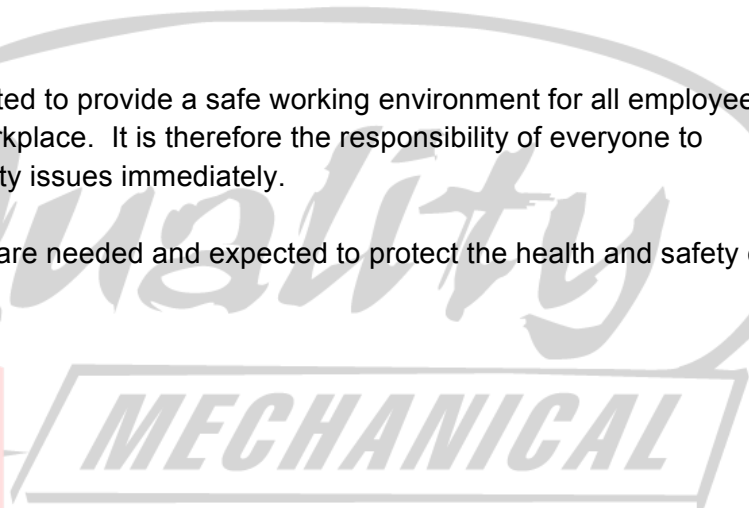 ted to provide a safe working environment for all employee
rkplace.  It is therefore the responsibility of everyone to
ty issues immediately.
are needed and expected to protect the health and safety
Quality
MECHANICAL